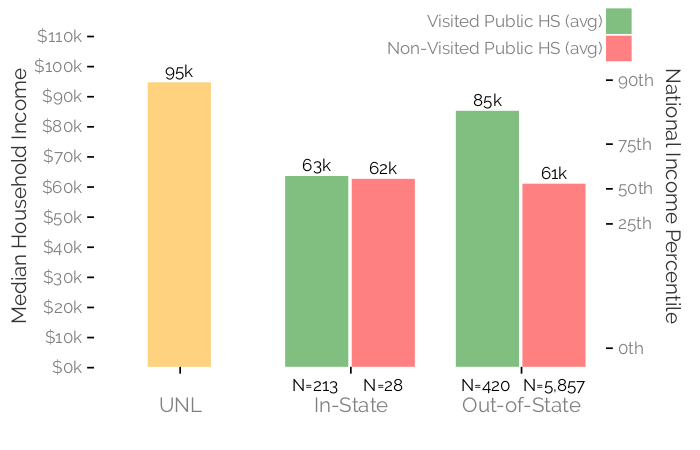 Visited Public HS (avg)
Non-Visited Public HS (avg)
Median Household Income
$110k
$100k
$90k
$80k
$70k
$60k
$50k
$40k
$30k
$20k
$10k
$0k
95k
63k
62k
85k
61k
90th
75th
50th
25th
0th
National Income Percentile
N=213 N=28 N=420 N=5,857
UNL In-State Out-of-State